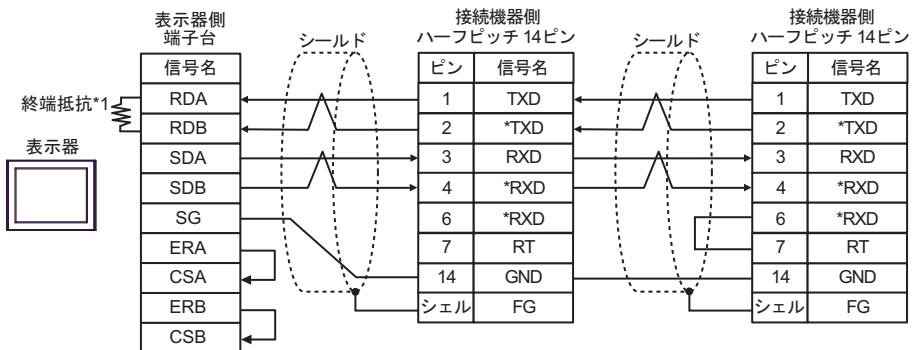 表示器側
端子台
シールド
接続機器側
ハーフピッチ 14ピン
シールド
接続機器側
ハーフピッチ 14ピン
信号名
ピン 信号名
ピン 信号名
終端抵抗*1
RDA
1 TXD
1 TXD
RDB
2 *TXD
2 *TXD
表示器
SDA
3 RXD
3 RXD
SDB
4 *RXD
4 *RXD
SG
6 *RXD
6 *RXD
ERA
7 RT
7 RT
CSA
14 GND
14 GND
ERB
シェル FG
シェル FG
CSB